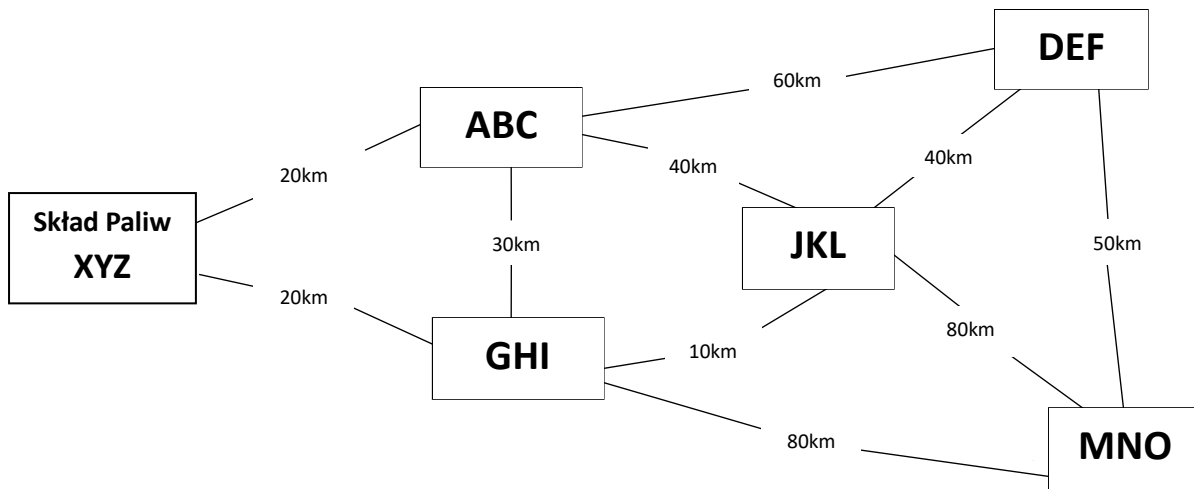 DEF
60km
ABC
40km
20km
40km
Skład Paliw
XYZ
30km
JKL
50km
20km
80km
GHI
10km
80km
MNO